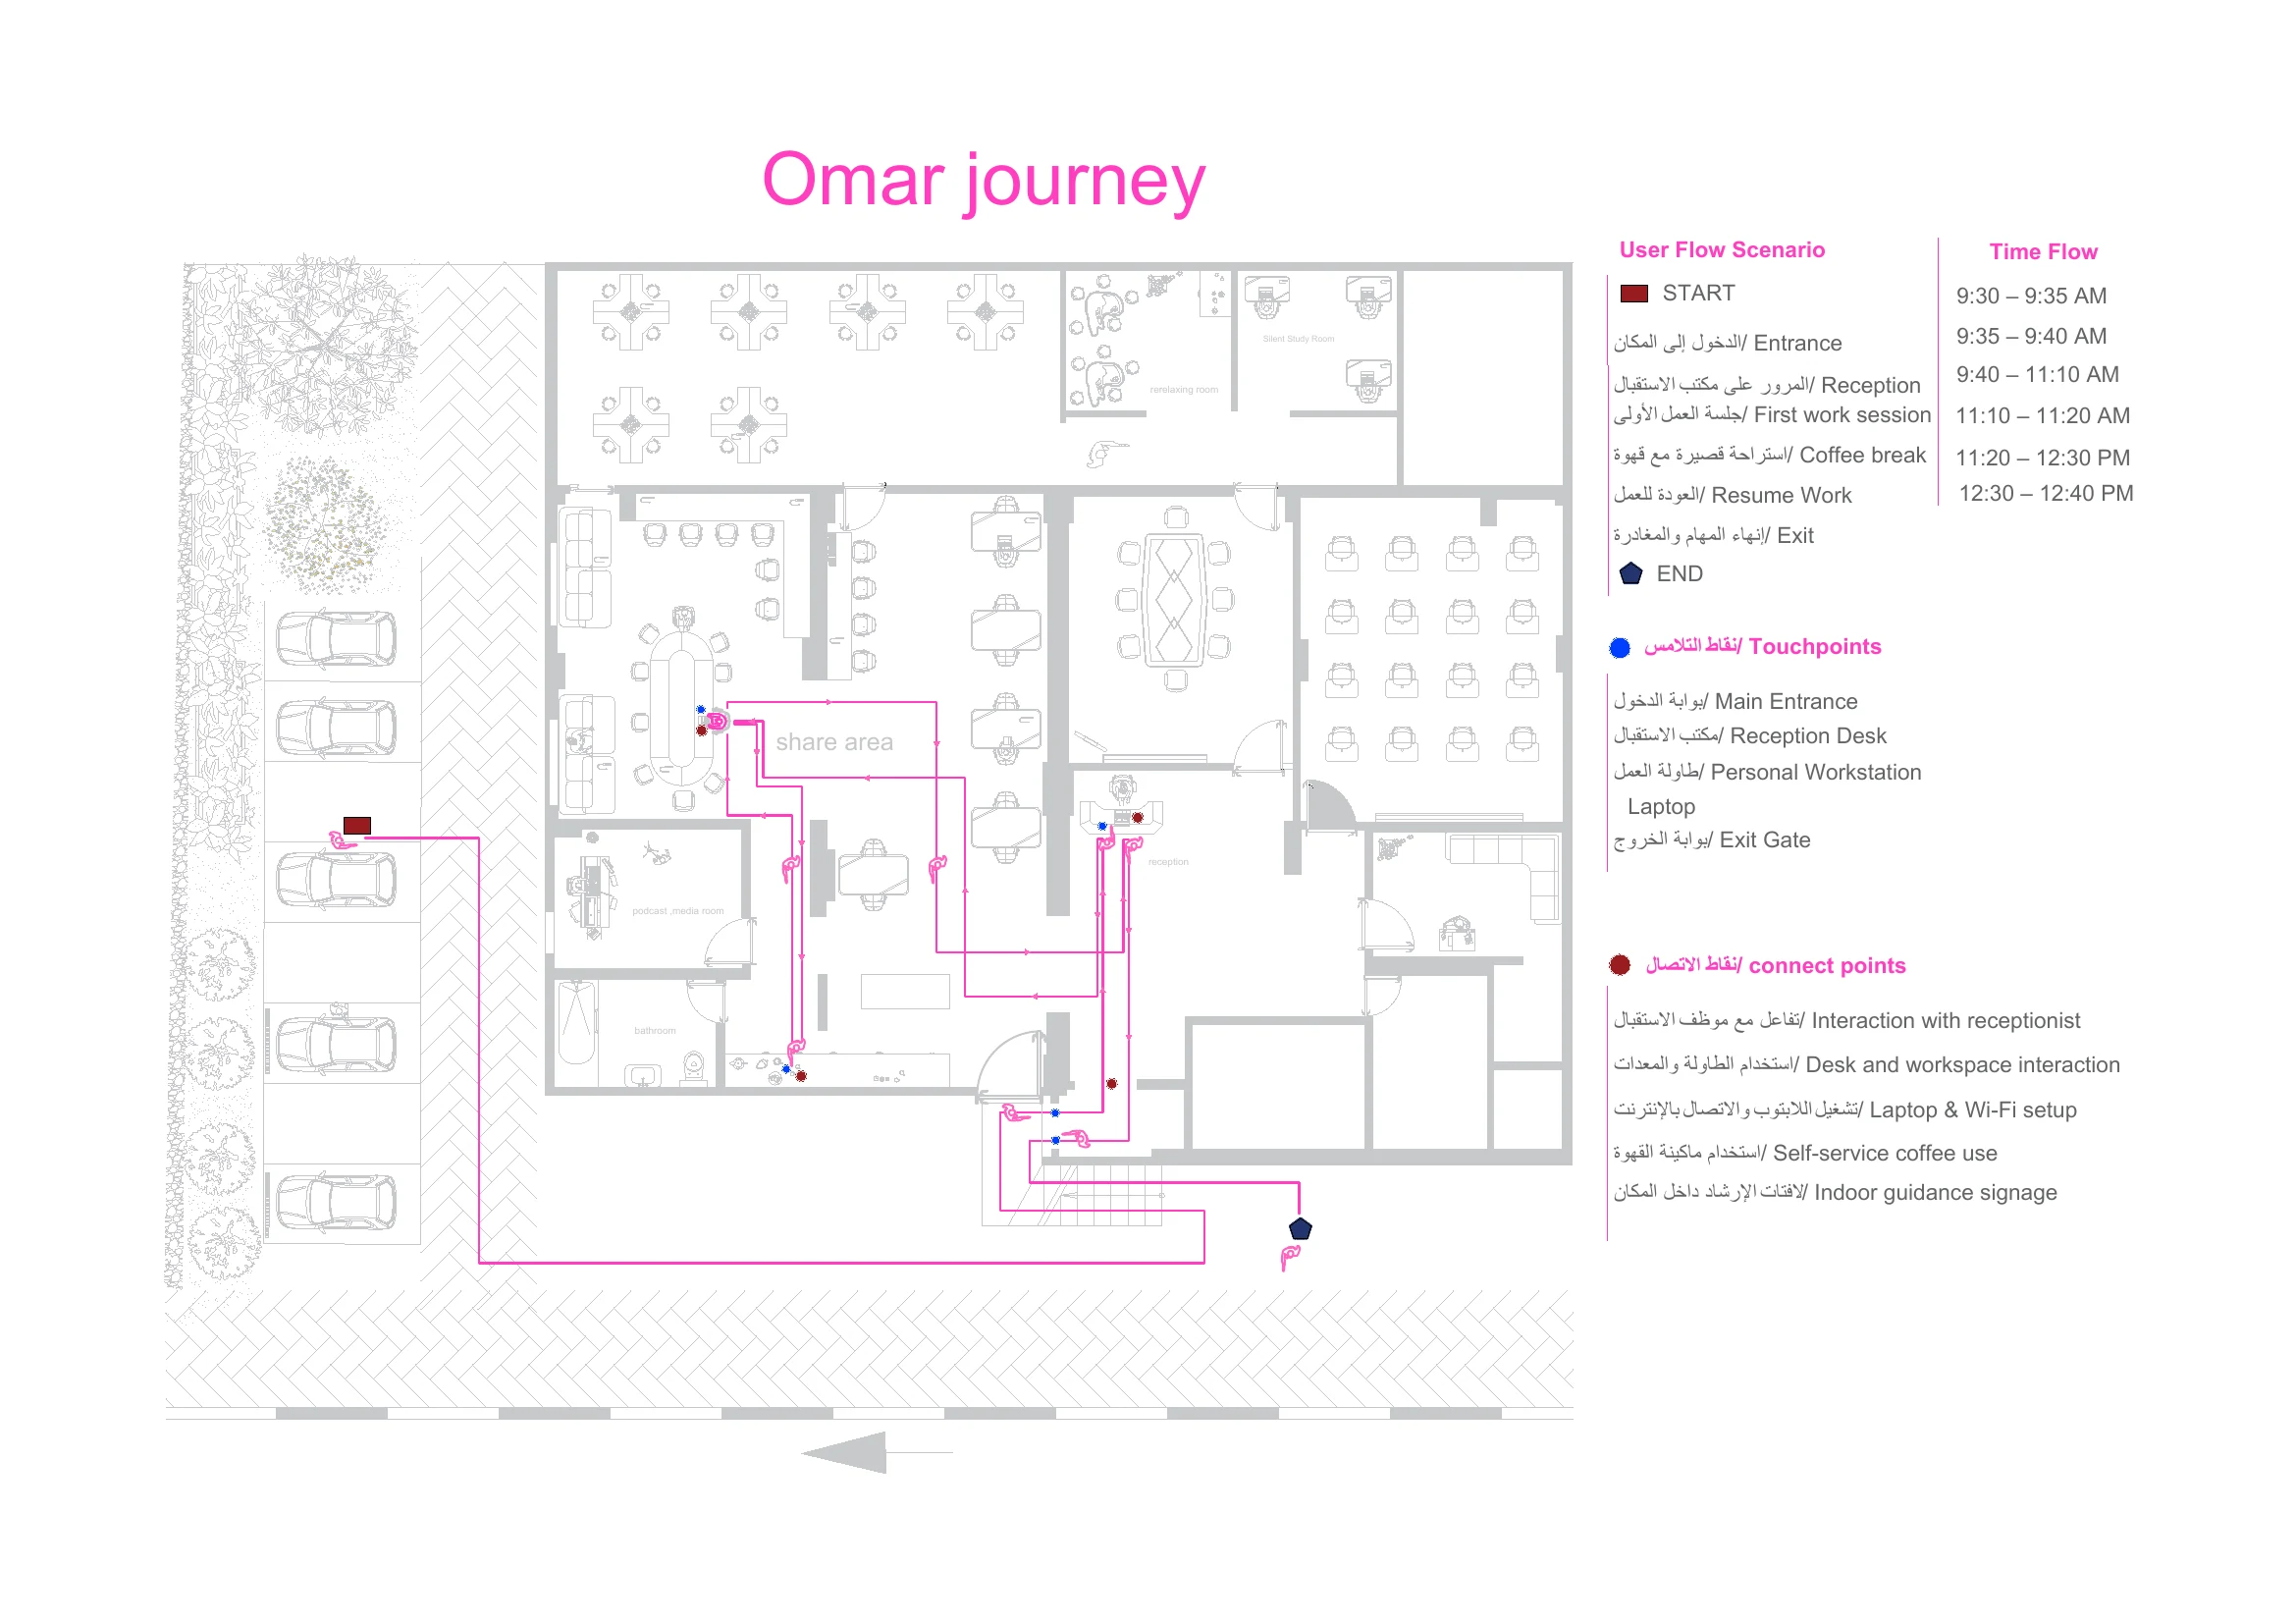 Omar journey
User Flow Scenario
START
الدخول إلى المكان/ Entrance
المرور على مكتب الاستقبال/ Reception
جلسة العمل الأولى/ First work session
استراحة قصيرة مع قهوة/ Coffee break
العودة للعمل/ Resume Work
إنهاء المهام والمغادرة/ Exit
END
Time Flow
9:30 – 9:35 AM
9:35 – 9:40 AM
9:40 – 11:10 AM
11:10 – 11:20 AM
11:20 – 12:30 PM
12:30 – 12:40 PM
نقاط التلامس/ Touchpoints
بوابة الدخول/ Main Entrance
مكتب الاستقبال/ Reception Desk
طاولة العمل/ Personal Workstation
Laptop
بوابة الخروج/ Exit Gate
نقاط الاتصال/ connect points
تفاعل مع موظف الاستقبال/ Interaction with receptionist
استخدام الطاولة والمعدات/ Desk and workspace interaction
تشغيل اللابتوب والاتصال بالإنترنت/ Laptop & Wi-Fi setup
استخدام ماكينة القهوة/ Self-service coffee use
لافتات الإرشاد داخل المكان/ Indoor guidance signage
Silent Study Room
rerelaxing room
share area
reception
podcast ,media room
bathroom